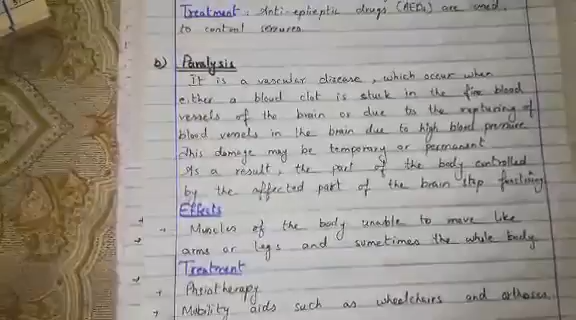 Treatment: Anti-epileptic drugs (AEDs) are used
to control seizures.
b) Paralysis
It is a vascular disease, which occur when
either a blood clot is stuck in the fine blood
vessels of the brain or due to the rupturing of
blood vessels in the brain due to high blood pressure
this damage may be temporary or permanent
As a result, the part of the body controlled
by the affected part of the brain stop
Effects
→ Muscles of the body unable to move like
arms or legs and sometimes the whole body
Treatment
→ Phsiotherapy
→ Mobility aids such as wheelchairs and orthoses